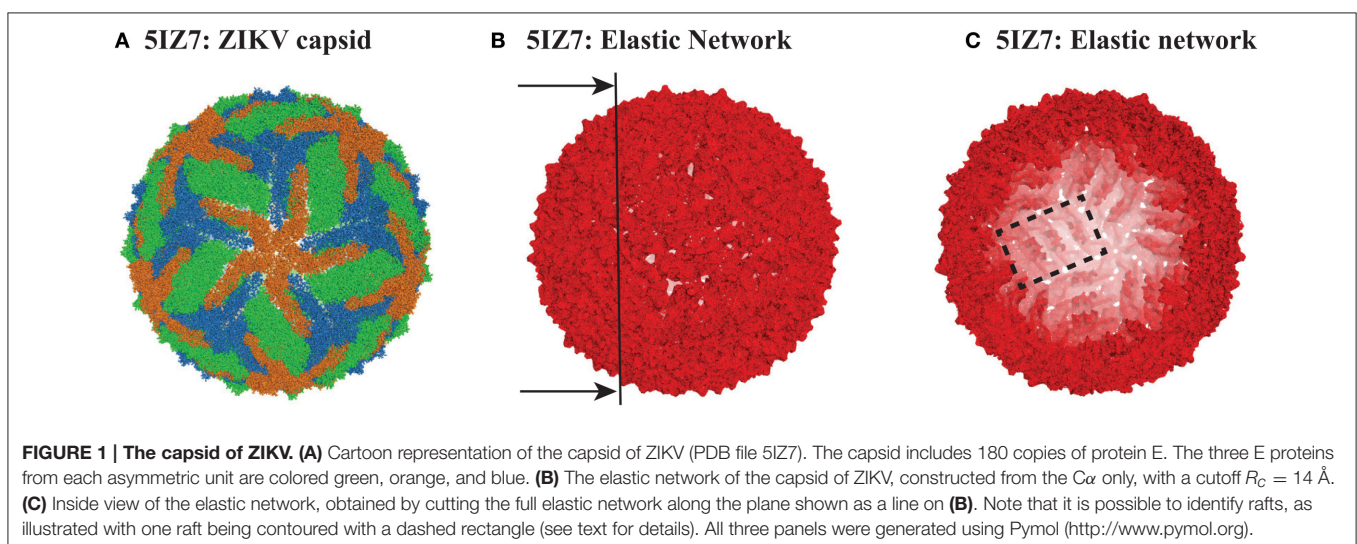 A 5IZ7: ZIKV capsid
B 5IZ7: Elastic Network
C 5IZ7: Elastic network
FIGURE 1 | The capsid of ZIKV. (A) Cartoon representation of the capsid of ZIKV (PDB file 5IZ7). The capsid includes 180 copies of protein E. The three E proteins
from each asymmetric unit are colored green, orange, and blue. (B) The elastic network of the capsid of ZIKV, constructed from the Cα only, with a cutoff R_C = 14 Å.
(C) Inside view of the elastic network, obtained by cutting the full elastic network along the plane shown as a line on (B). Note that it is possible to identify rafts, as
illustrated with one raft being contoured with a dashed rectangle (see text for details). All three panels were generated using Pymol (http://www.pymol.org).